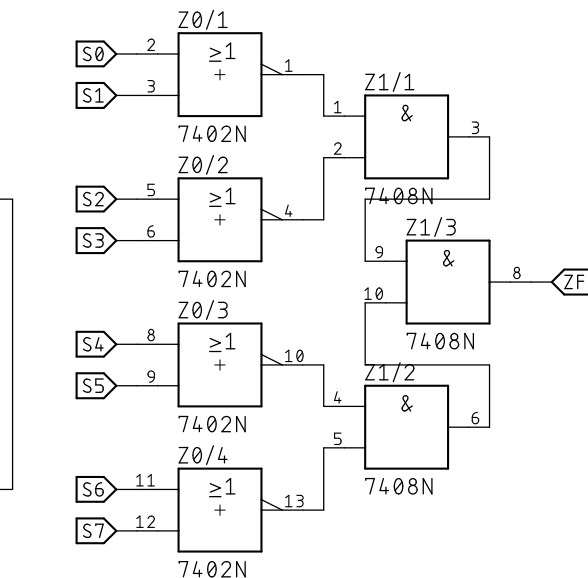 Z0/1
S0 2 ≥1 1
+
S1 3
7402N
Z1/1
1 & 3
2
7408N
Z0/2
S2 5 ≥1 4
+
S3 6
7402N
Z1/3
9 & 8 ZF
10
7408N
Z0/3
S4 8 ≥1 10
+
S5 9
7402N
Z1/2
4 & 6
5
7408N
Z0/4
S6 11 ≥1 13
+
S7 12
7402N